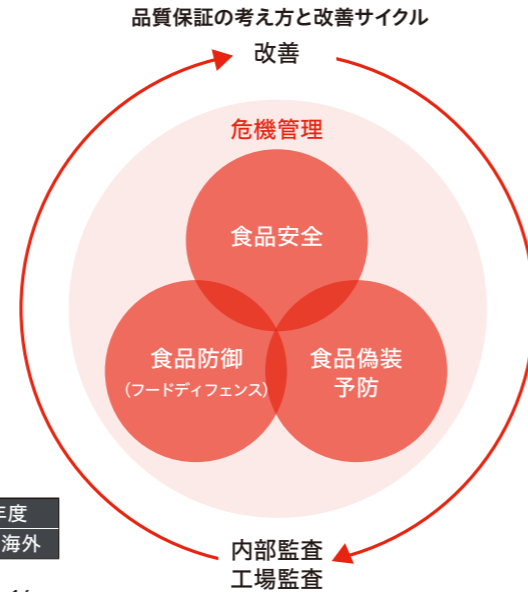 品質保証の考え方と改善サイクル
改善
危機管理
食品安全
食品防御
(フードディフェンス)
食品偽装
予防
年度
海外
内部監査
工場監査